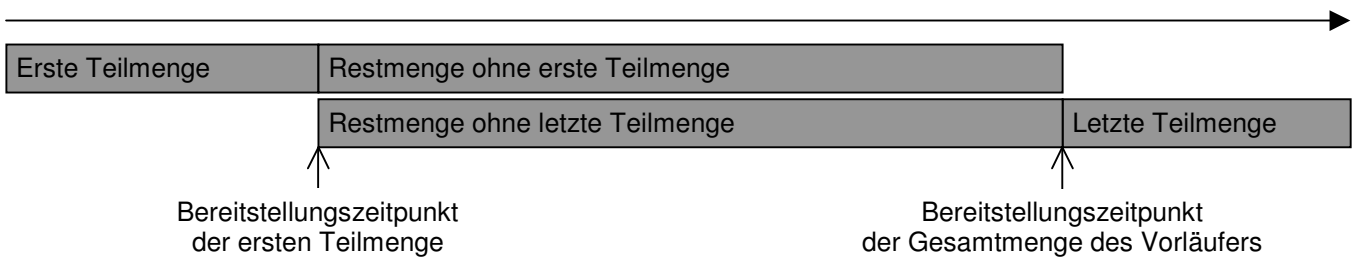 Erste Teilmenge
Restmenge ohne erste Teilmenge
Restmenge ohne letzte Teilmenge
Letzte Teilmenge
Bereitstellungszeitpunkt
der ersten Teilmenge
Bereitstellungszeitpunkt
der Gesamtmenge des Vorläufers